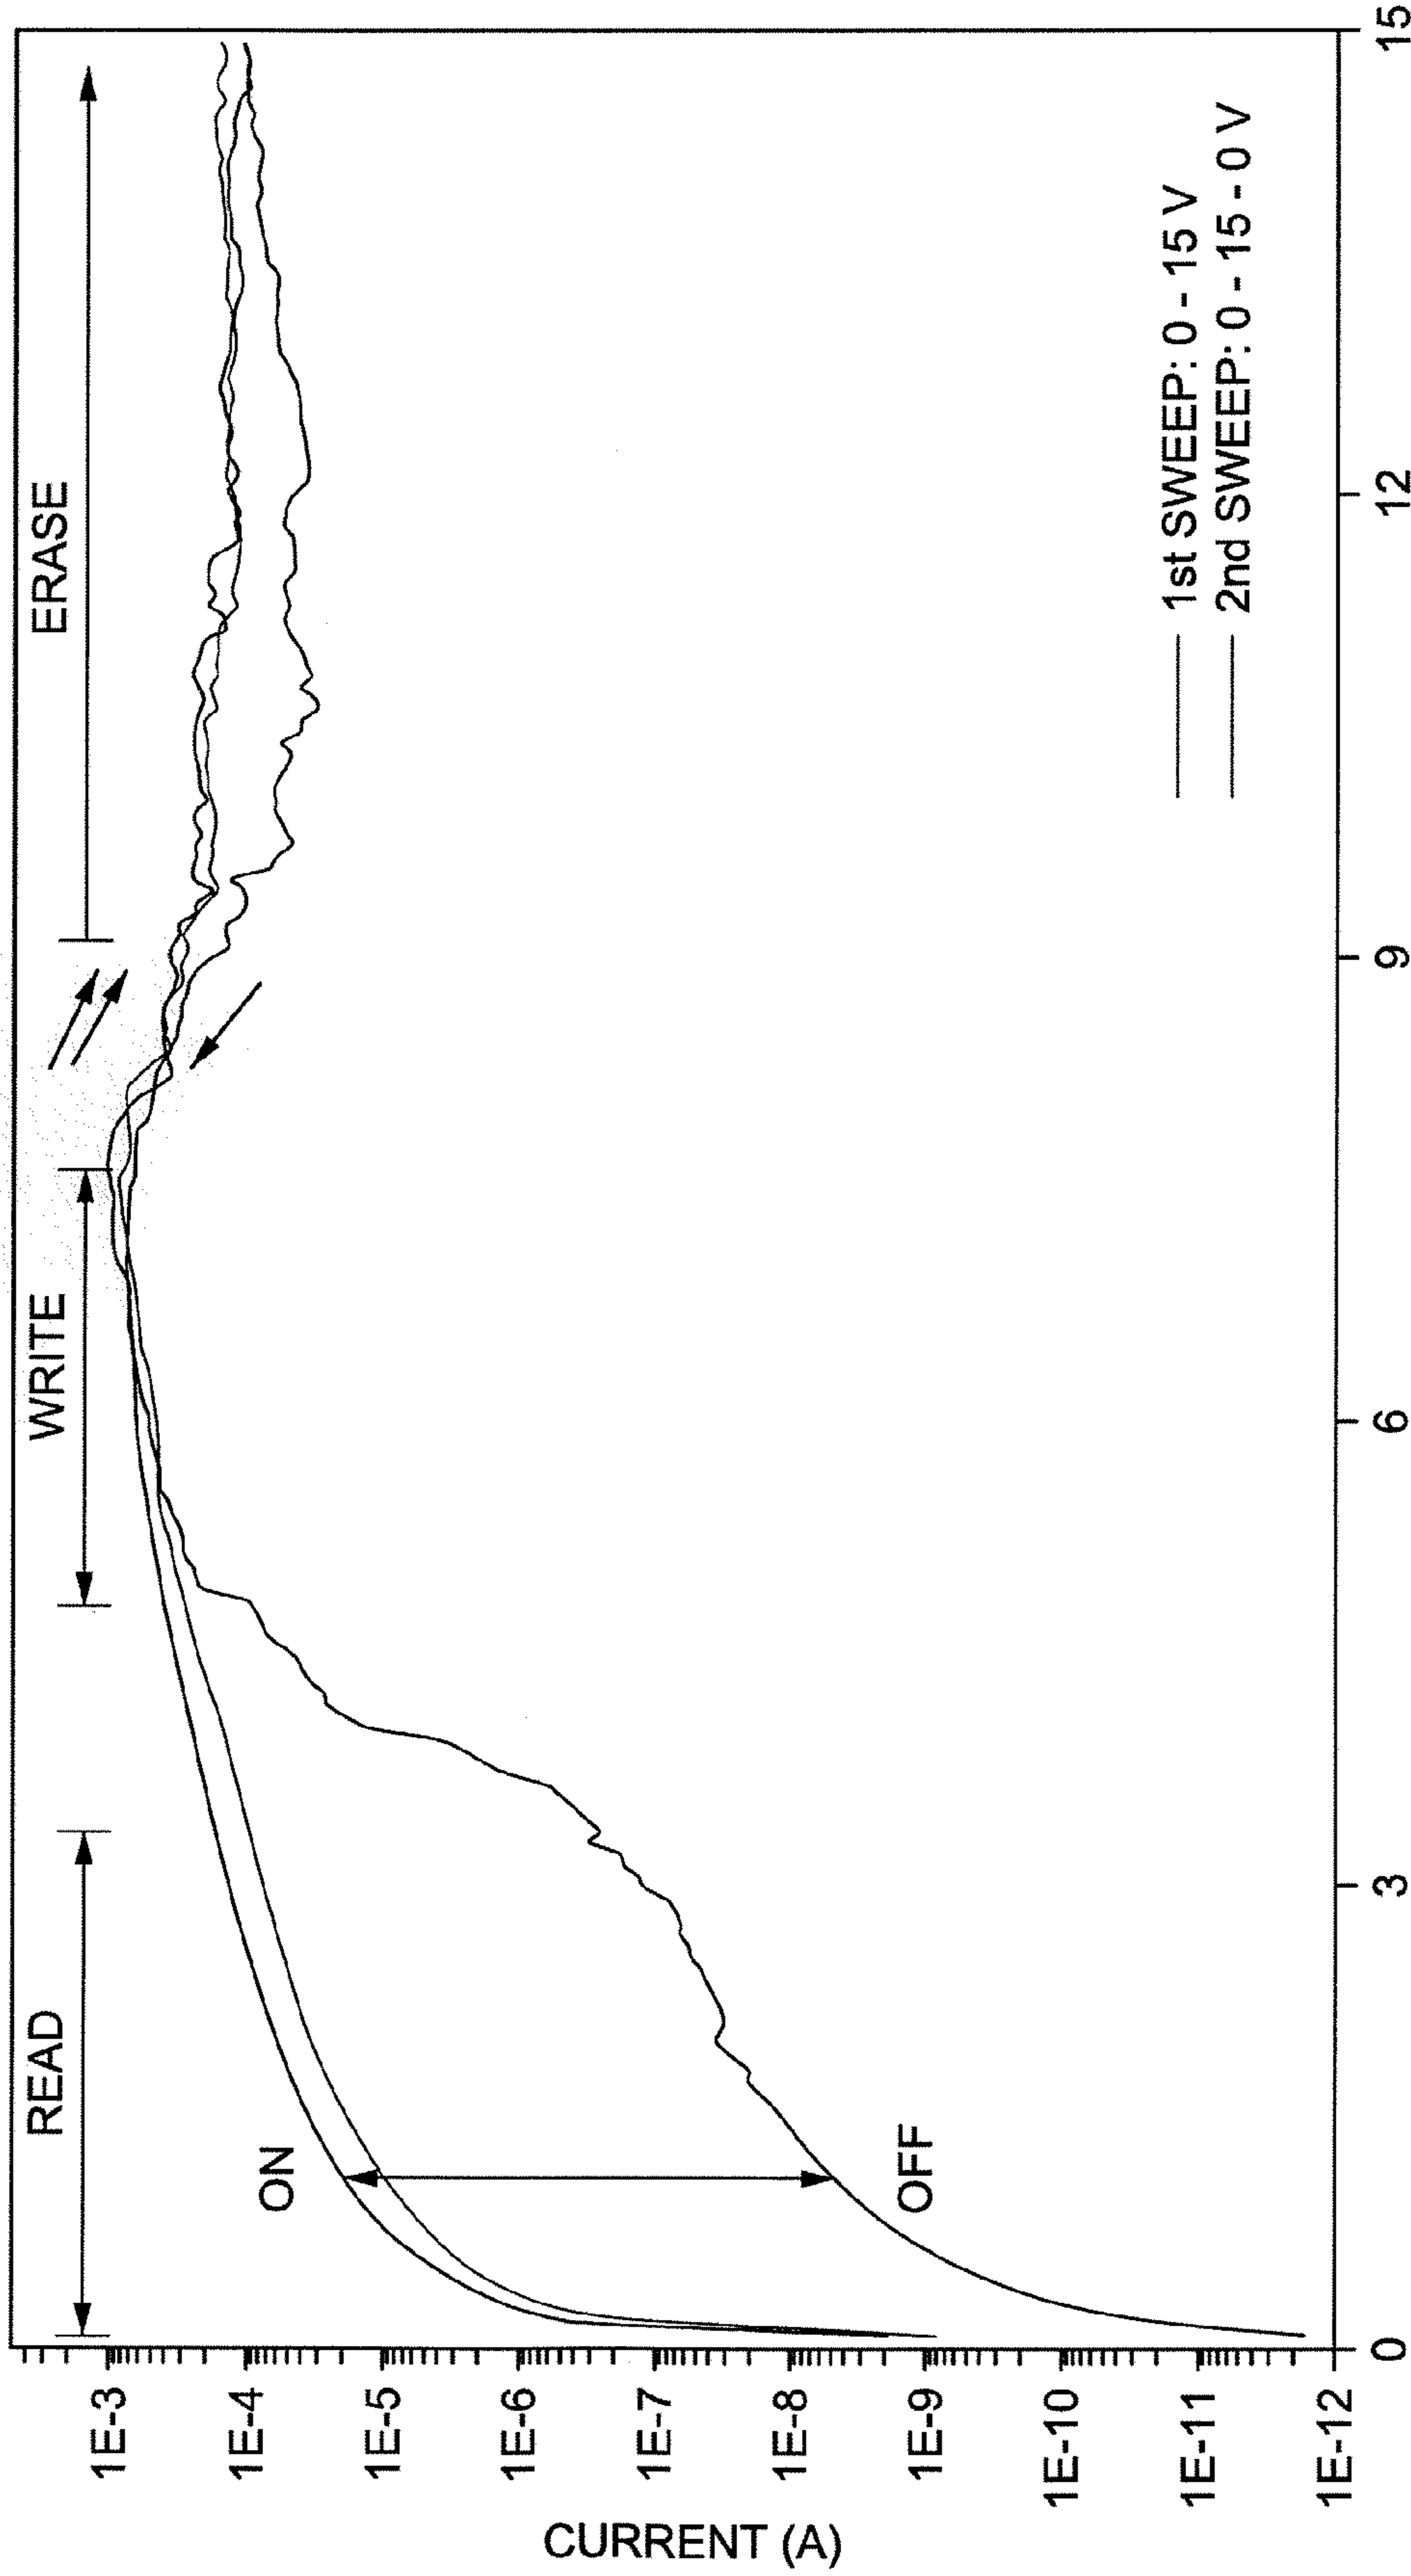 READ
WRITE
ERASE
ON
OFF
CURRENT (A)
1E-3
1E-4
1E-5
1E-6
1E-7
1E-8
1E-9
1E-10
1E-11
1E-12
0
3
6
9
12
15
1st SWEEP: 0 - 15 V
2nd SWEEP: 0 - 15 - 0 V